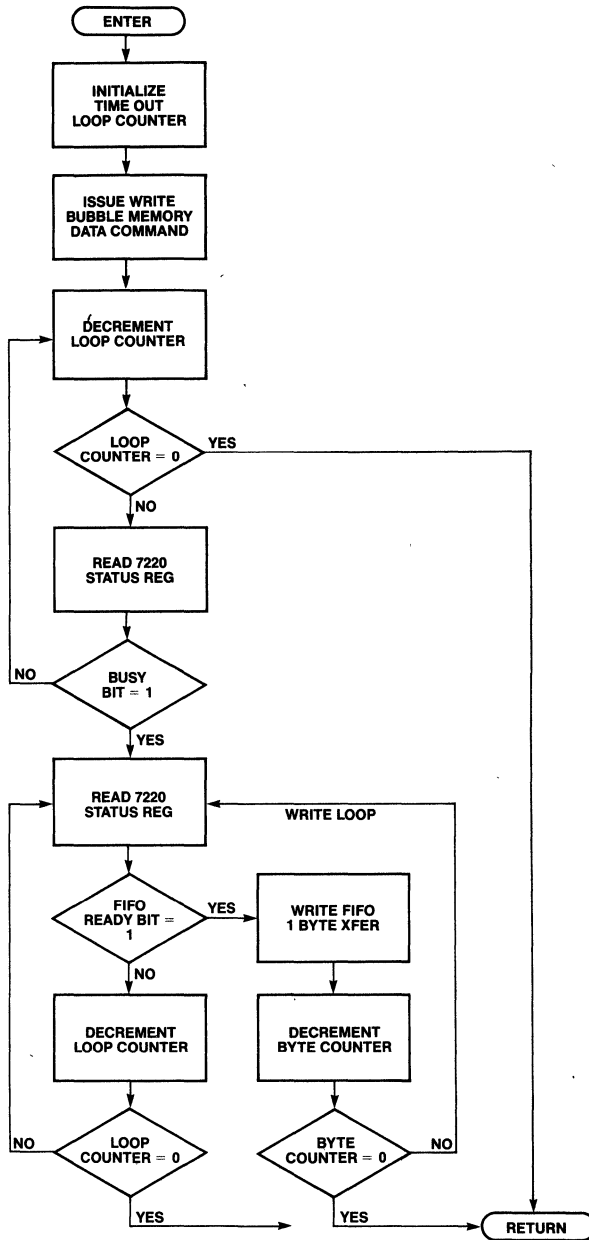 ENTER
INITIALIZE
TIME OUT
LOOP COUNTER
ISSUE WRITE
BUBBLE MEMORY
DATA COMMAND
DECREMENT
LOOP COUNTER
LOOP
COUNTER = 0
YES
NO
READ 7220
STATUS REG
BUSY
BIT = 1
NO
YES
READ 7220
STATUS REG
WRITE LOOP
FIFO
READY BIT =
1
YES
NO
WRITE FIFO
1 BYTE XFER
DECREMENT
LOOP COUNTER
DECREMENT
BYTE COUNTER
LOOP
COUNTER = 0
NO
YES
BYTE
COUNTER = 0
NO
YES
RETURN